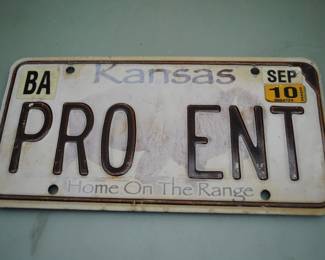 Kansas
BA
SEP
10
PRO ENT
Home On The Range